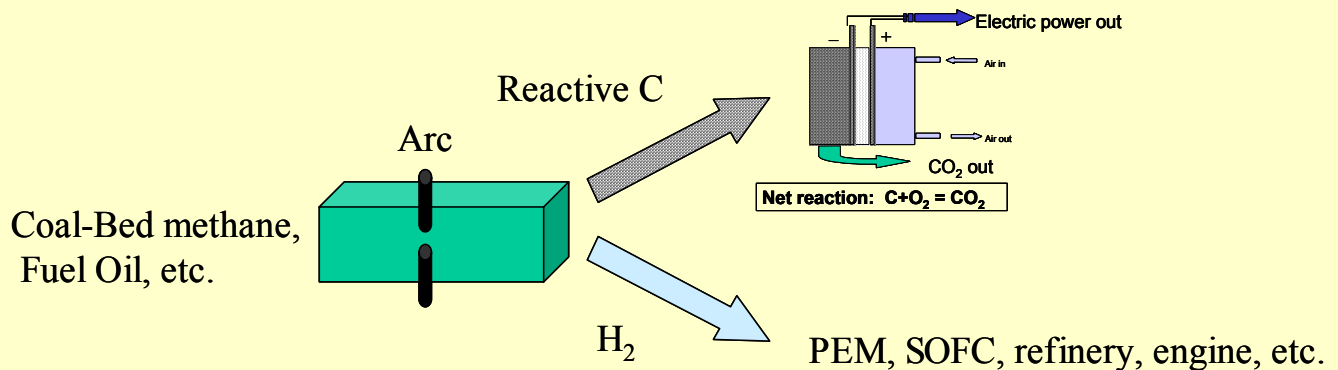 Electric power out
–
+
Air in
Reactive C
Arc
Air out
CO₂ out
Net reaction: C+O₂ = CO₂
Coal-Bed methane,
Fuel Oil, etc.
H₂
PEM, SOFC, refinery, engine, etc.